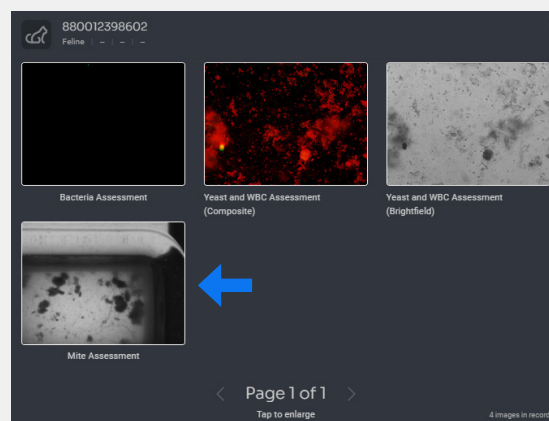 880012398602
Feline | – | – | –
Bacteria Assessment
Yeast and WBC Assessment
(Composite)
Yeast and WBC Assessment
(Brightfield)
Mite Assessment
Page 1 of 1
Tap to enlarge
4 images in record